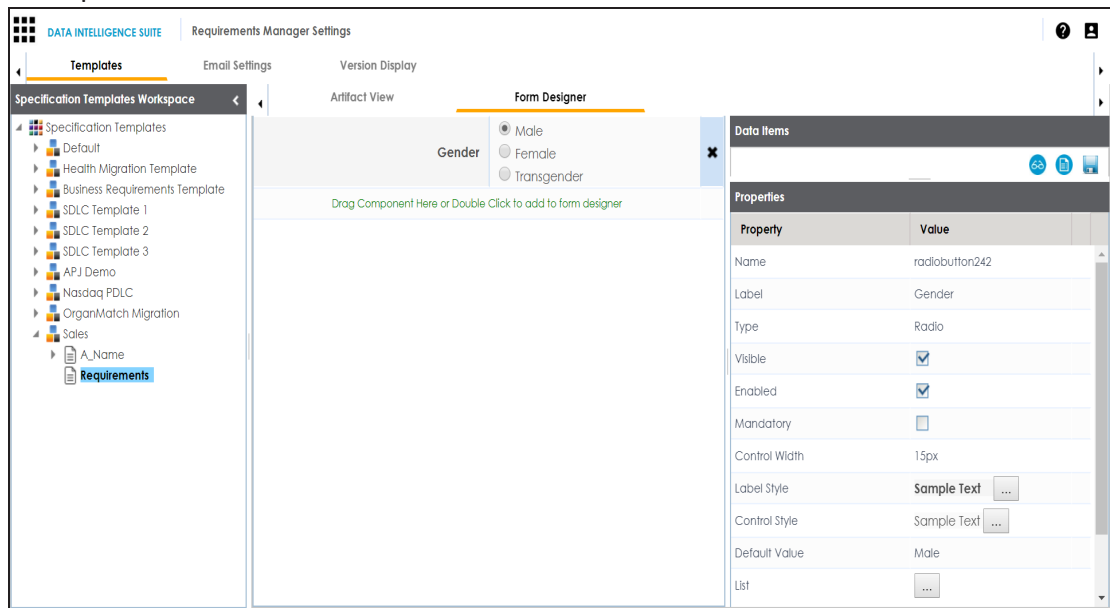 DATA INTELLIGENCE SUITE Requirements Manager Settings
Templates Email Settings Version Display
Specification Templates Workspace
Artifact View Form Designer
Specification Templates
Default
Health Migration Template
Business Requirements Template
SDLC Template 1
SDLC Template 2
SDLC Template 3
APJ Demo
Nasdaq PDLC
OrganMatch Migration
Sales
A_Name
Requirements
Gender
Male
Female
Transgender
Drag Component Here or Double Click to add to form designer
Data Items
Properties
Property Value
Name radiobutton242
Label Gender
Type Radio
Visible
Enabled
Mandatory
Control Width 15px
Label Style Sample Text ...
Control Style Sample Text ...
Default Value Male
List ...